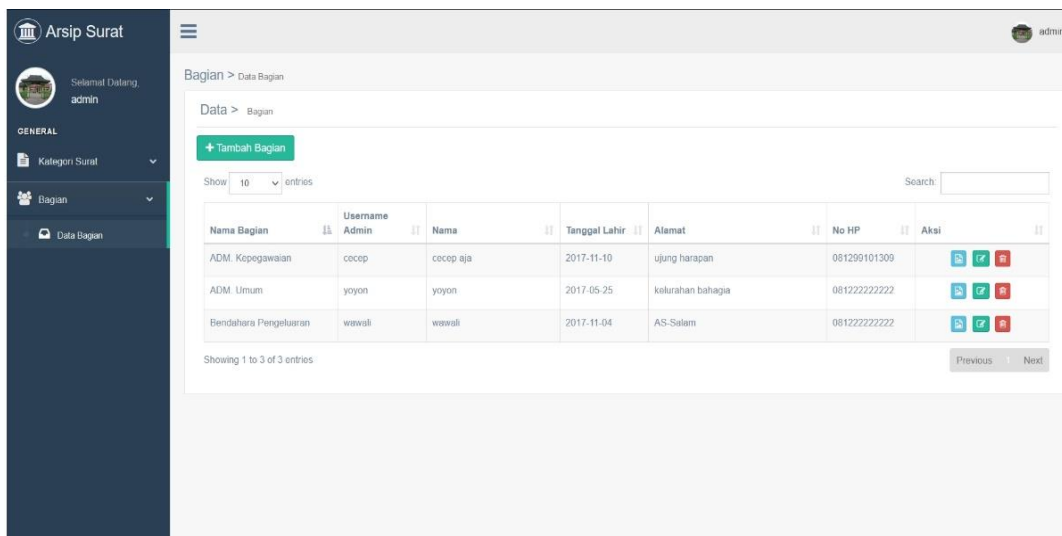 Arsip Surat
admin
Selamat Datang,
admin
GENERAL
Kategori Surat
Bagian
Data Bagian
Bagian > Data Bagian
Data > Bagian
+ Tambah Bagian
Show 10 entries
Search:
Nama Bagian Username Admin Nama Tanggal Lahir Alamat No HP Aksi
ADM. Kepegawaian cecep cecep aja 2017-11-10 ujung harapan 081299101309
ADM. Umum yoyon yoyon 2017-05-25 kelurahan bahagia 081222222222
Bendahara Pengeluaran wawali wawali 2017-11-04 AS-Salam 081222222222
Showing 1 to 3 of 3 entries
Previous 1 Next